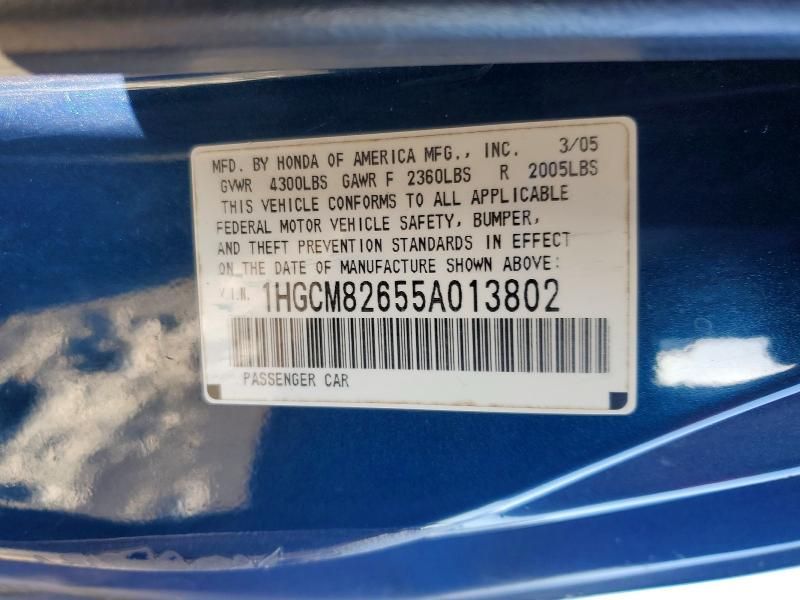 MFD. BY HONDA OF AMERICA MFG., INC. 3/05
GVWR 4300LBS GAWR F 2360LBS R 2005LBS
THIS VEHICLE CONFORMS TO ALL APPLICABLE
FEDERAL MOTOR VEHICLE SAFETY, BUMPER,
AND THEFT PREVENTION STANDARDS IN EFFECT
ON THE DATE OF MANUFACTURE SHOWN ABOVE:
V.I.N. 1HGCM82655A013802
PASSENGER CAR